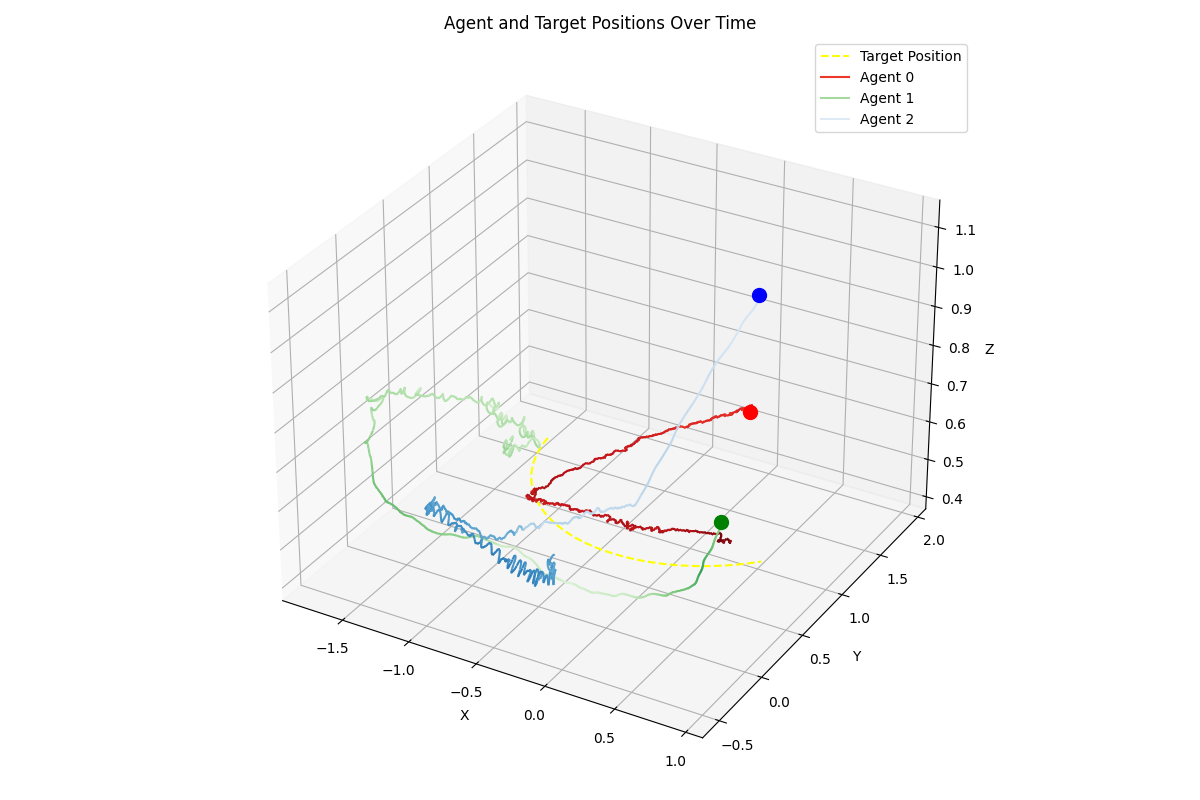 Agent and Target Positions Over Time
Target Position
Agent 0
Agent 1
Agent 2
1.1
1.0
0.9
0.8
0.7
0.6
0.5
0.4
Z
2.0
1.5
1.0
0.5
0.0
−0.5
Y
−1.5
−1.0
−0.5
0.0
0.5
1.0
X